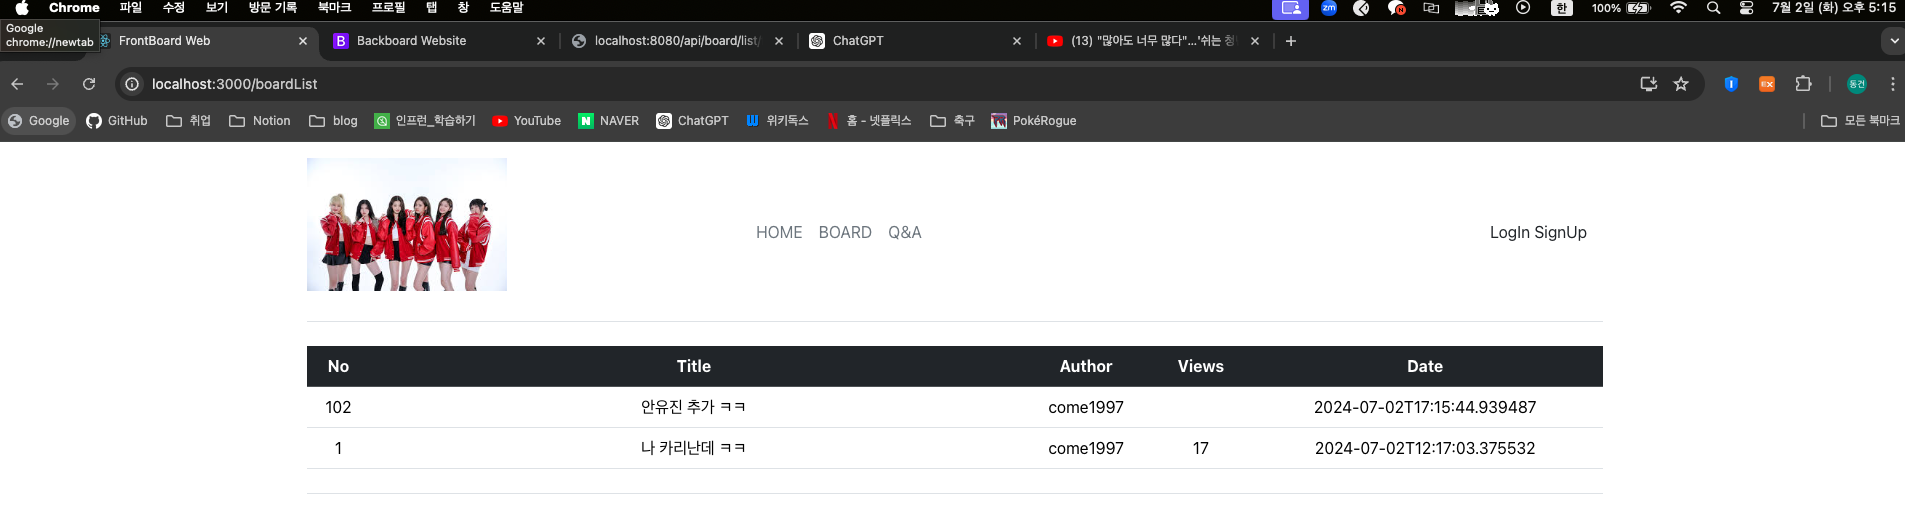 Chrome 파일 수정 보기 방문 기록 북마크 프로필 탭 창 도움말 zm 한 100% 7월 2일 (화) 오후 5:15
Google
chrome://newtab
FrontBoard Web B Backboard Website localhost:8080/api/board/list/ ChatGPT (13) "많아도 너무 많다"...'쉬는 청
localhost:3000/boardList EX 동건
Google GitHub 취업 Notion blog 인프런_학습하기 YouTube N NAVER ChatGPT W 위키독스 홈 - 넷플릭스 축구 PokéRogue 모든 북마크
HOME BOARD Q&A LogIn SignUp
No Title Author Views Date
102 안유진 추가 ㅋㅋ come1997 2024-07-02T17:15:44.939487
1 나 카리난데 ㅋㅋ come1997 17 2024-07-02T12:17:03.375532